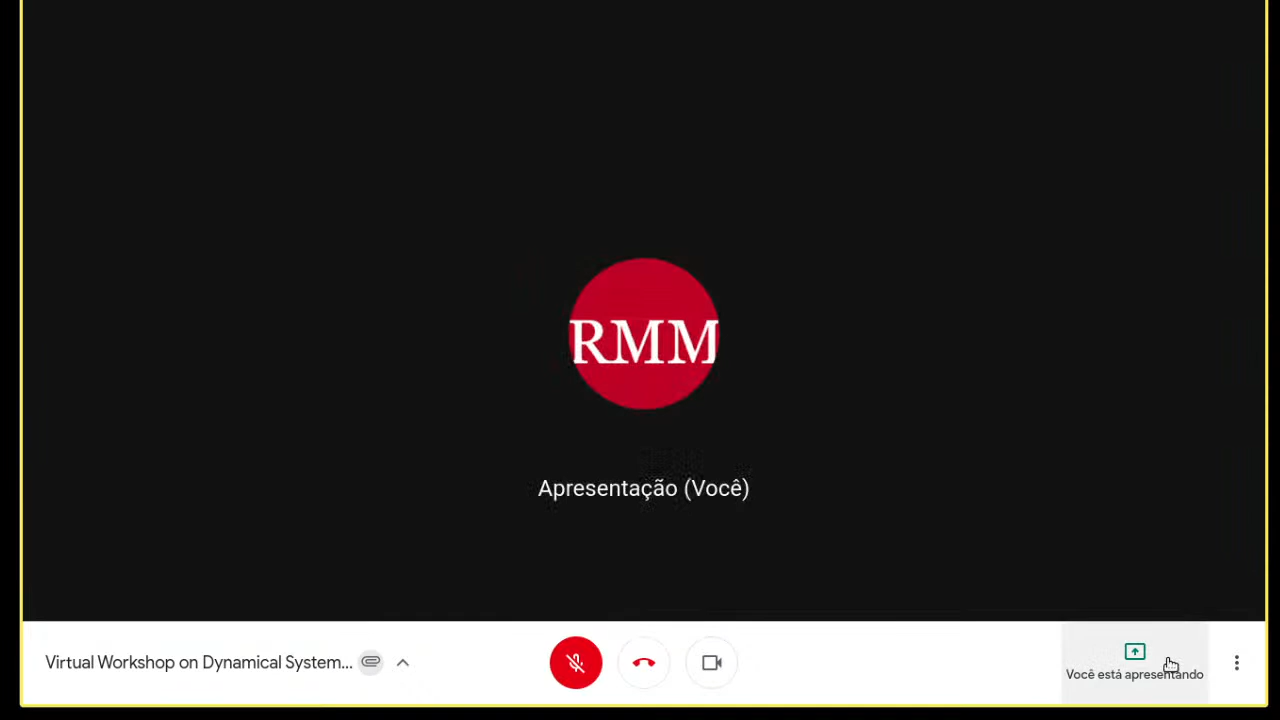 RMM
Apresentação (Você)
Virtual Workshop on Dynamical System...
Você está apresentando